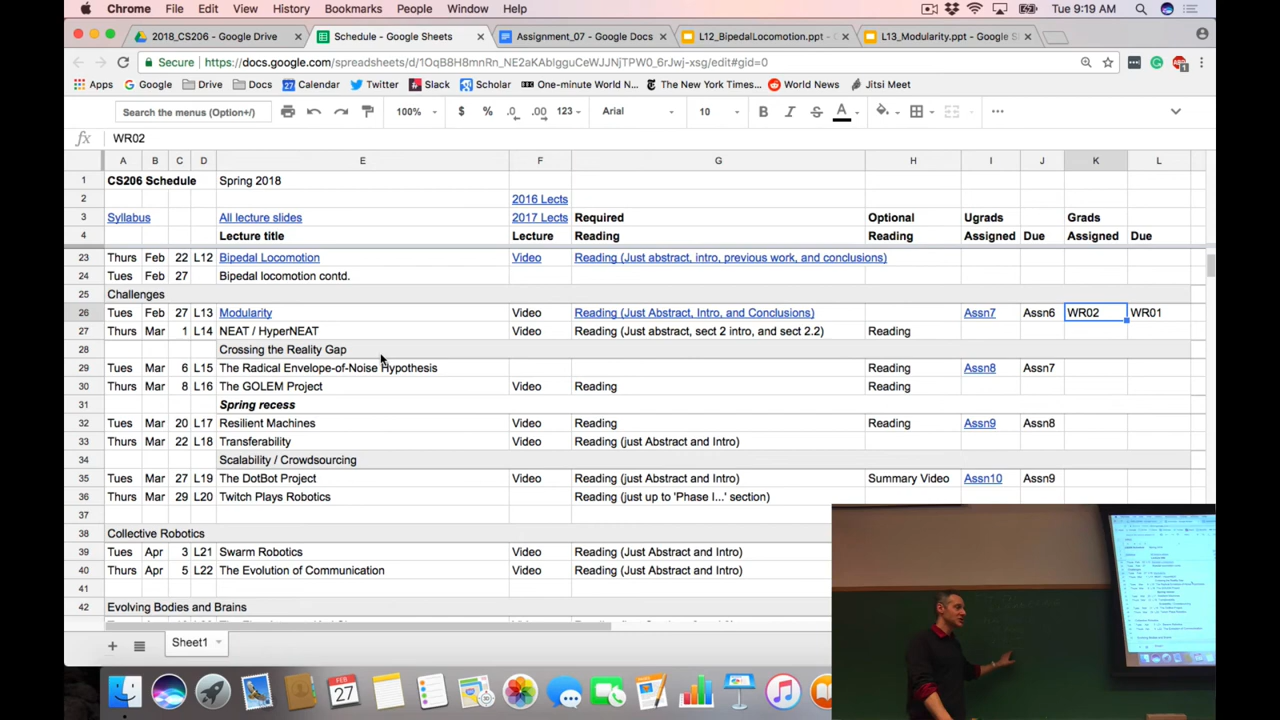 Chrome File Edit View History Bookmarks People Window Help Tue 9:19 AM
2018_CS206 - Google Drive × Schedule - Google Sheets × Assignment_07 - Google Docs × L12_BipedalLocomotion.ppt - × L13_Modularity.ppt - Google Sl ×
Secure https://docs.google.com/spreadsheets/d/1OqB8H8mnRn_NE2aKAblgguCeWJJNjTPW0_6rJwj-xsg/edit#gid=0
Apps Google Drive Docs Calendar Twitter Slack Scholar One-minute World N... The New York Times... World News Jitsi Meet
Search the menus (Option+/) 100% $ % .0 .00 123 Arial 10 B I S A
fx WR02
A B C D E F G H I J K L
1 CS206 Schedule Spring 2018
2 2016 Lects
3 Syllabus All lecture slides 2017 Lects Required Optional Ugrads Grads
4 Lecture title Lecture Reading Reading Assigned Due Assigned Due
23 Thurs Feb 22 L12 Bipedal Locomotion Video Reading (Just abstract, intro, previous work, and conclusions)
24 Tues Feb 27 Bipedal locomotion contd.
25 Challenges
26 Tues Feb 27 L13 Modularity Video Reading (Just Abstract, Intro, and Conclusions) Assn7 Assn6 WR02 WR01
27 Thurs Mar 1 L14 NEAT / HyperNEAT Video Reading (Just abstract, sect 2 intro, and sect 2.2) Reading
28 Crossing the Reality Gap
29 Tues Mar 6 L15 The Radical Envelope-of-Noise Hypothesis Video Reading Assn8 Assn7
30 Thurs Mar 8 L16 The GOLEM Project Video Reading Reading
31 Spring recess
32 Tues Mar 20 L17 Resilient Machines Video Reading Reading Assn9 Assn8
33 Thurs Mar 22 L18 Transferability Video Reading (just Abstract and Intro)
34 Scalability / Crowdsourcing
35 Tues Mar 27 L19 The DotBot Project Video Reading (just Abstract and Intro) Summary Video Assn10 Assn9
36 Thurs Mar 29 L20 Twitch Plays Robotics Reading (just up to 'Phase I...' section)
37
38 Collective Robotics
39 Tues Apr 3 L21 Swarm Robotics Video Reading (Just Abstract and Intro)
40 Thurs Apr 5 L22 The Evolution of Communication Video Reading (Just Abstract and Intro)
41
42 Evolving Bodies and Brains
Sheet1
FEB
27